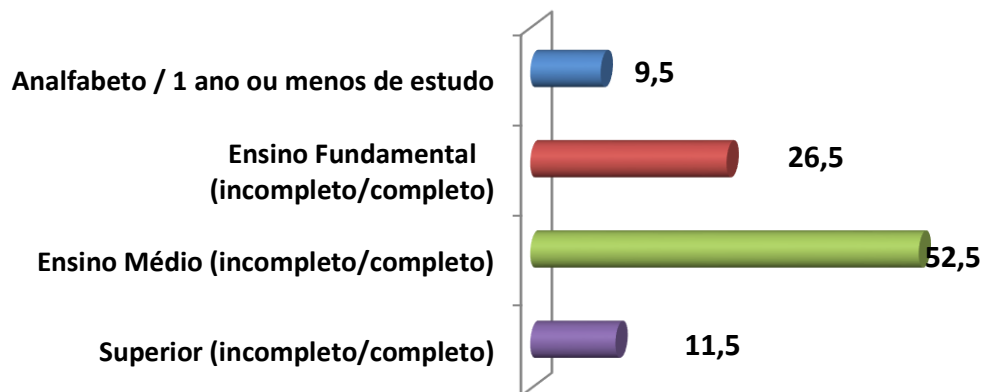 Analfabeto / 1 ano ou menos de estudo
9,5
Ensino Fundamental
(incompleto/completo)
26,5
Ensino Médio (incompleto/completo)
52,5
Superior (incompleto/completo)
11,5